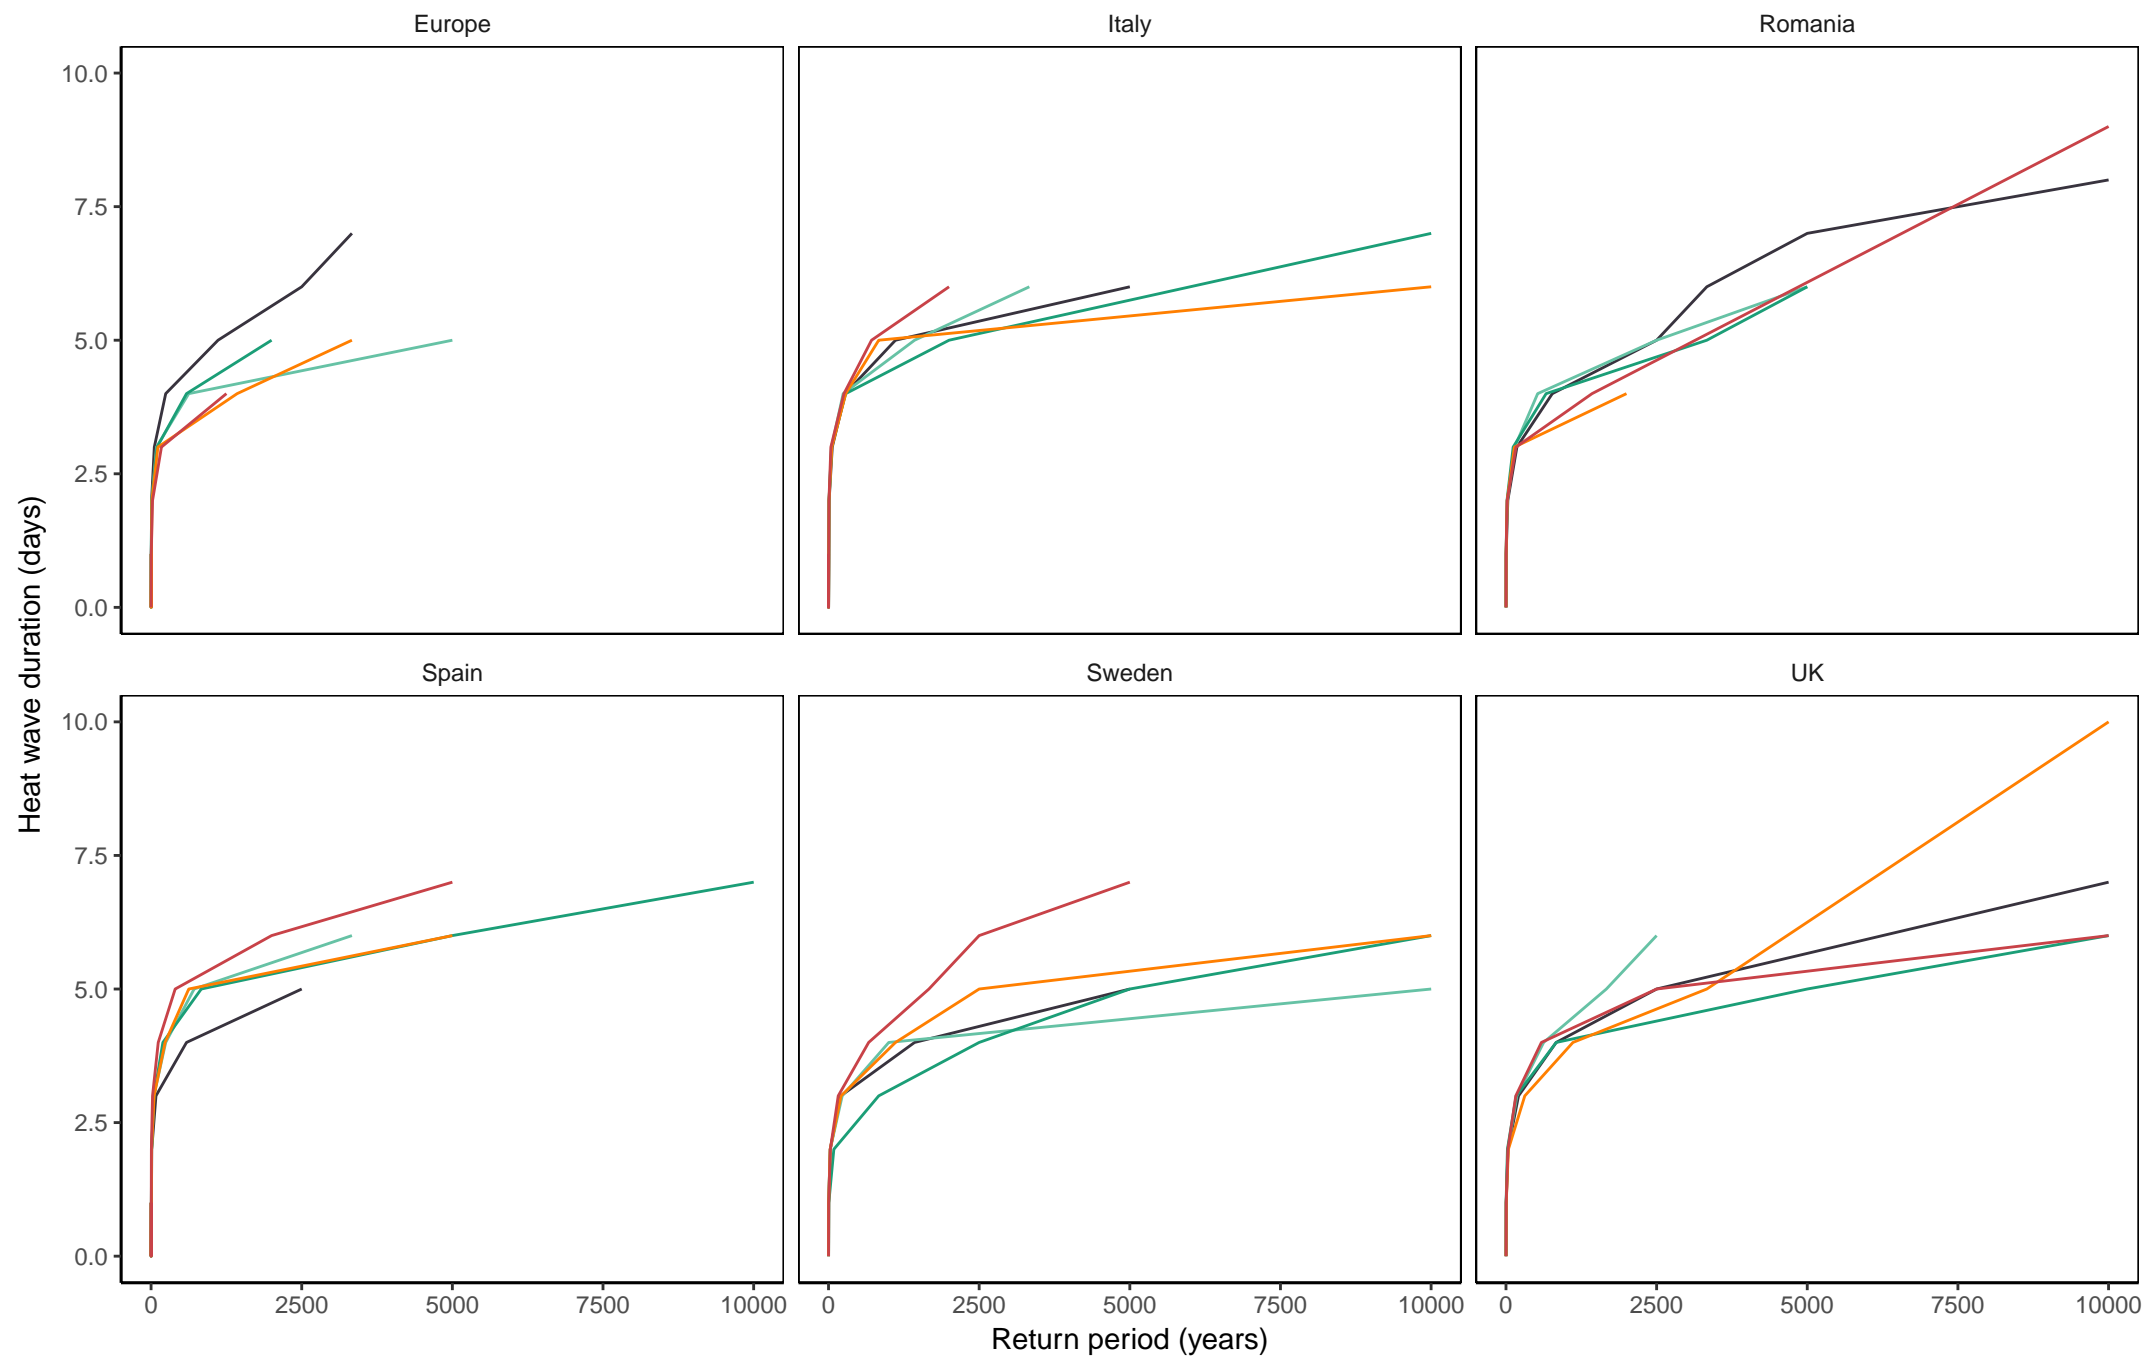 Europe Italy Romania
10.0
7.5
5.0
2.5
0.0
Heat wave duration (days)
Spain Sweden UK
10.0
7.5
5.0
2.5
0.0
0 2500 5000 7500 10000 0 2500 5000 7500 10000 0 2500 5000 7500 10000
Return period (years)